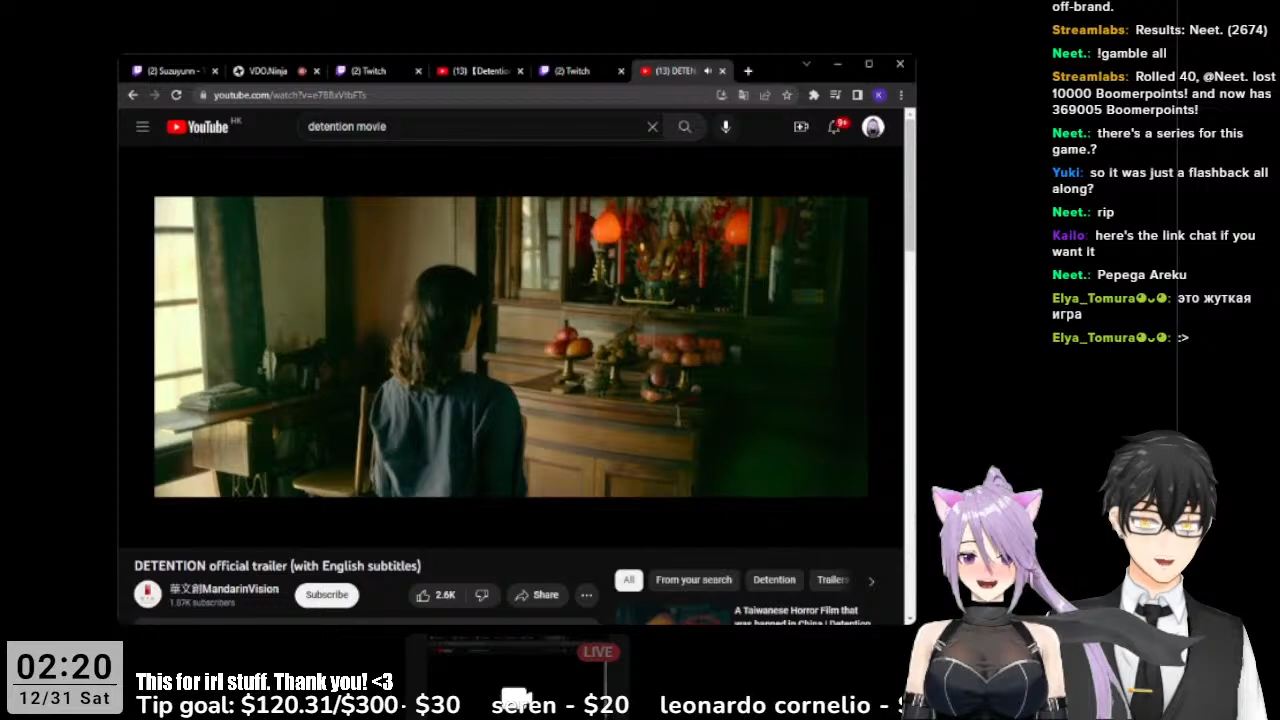 off-brand.
Streamlabs: Results: Neet. (2674)
Neet.: !gamble all
Streamlabs: Rolled 40, @Neet. lost
10000 Boomerpoints! and now has
369005 Boomerpoints!
Neet.: there's a series for this
game.?
Yuki: so it was just a flashback all
along?
Neet.: rip
Kailo: here's the link chat if you
want it
Neet.: Pepega Areku
Elya_Tomura: это жуткая
игра
Elya_Tomura: :>
(2) Suzuyunn -
VDO.Ninja
(2) Twitch
(13)【Detentio
(2) Twitch
(13) DETEN
youtube.com/watch?v=
YouTube HK
detention movie
9+
K
DETENTION official trailer (with English subtitles)
華文創MandarinVision
1.87K subscribers
Subscribe
2.6K
Share
All
From your search
Detention
Trailers
A Taiwanese Horror Film that
was banned in China | Detention
LIVE
02:20
12/31 Sat
This for irl stuff. Thank you! <3
Tip goal: $120.31/$300 - $30 seren - $20 leonardo cornelio - $